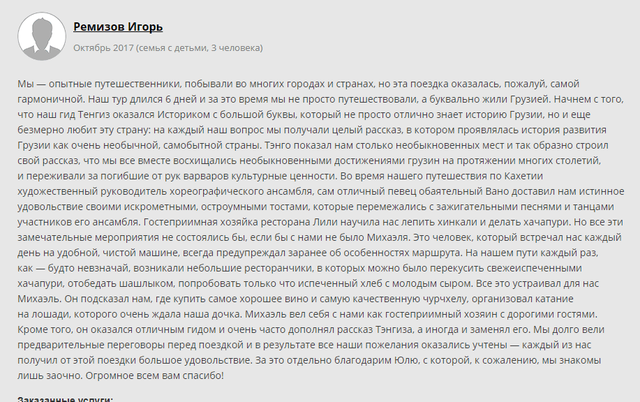 Ремизов Игорь
Октябрь 2017 (семья с детьми, 3 человека)
Мы — опытные путешественники, побывали во многих городах и странах, но эта поездка оказалась, пожалуй, самой
гармоничной. Наш тур длился 6 дней и за это время мы не просто путешествовали, а буквально жили Грузией. Начнем с того,
что наш гид Тенгиз оказался Историком с большой буквы, который не просто отлично знает историю Грузии, но и еще
безмерно любит эту страну: на каждый наш вопрос мы получали целый рассказ, в котором проявлялась история развития
Грузии как очень необычной, самобытной страны. Тэнго показал нам столько необыкновенных мест и так образно строил
свой рассказ, что мы все вместе восхищались необыкновенными достижениями грузин на протяжении многих столетий,
и переживали за погибшие от рук варваров культурные ценности. Во время нашего путешествия по Кахетии
художественный руководитель хореографического ансамбля, сам отличный певец обаятельный Вано доставил нам истинное
удовольствие своими искрометными, остроумными тостами, которые перемежались с зажигательными песнями и танцами
участников его ансамбля. Гостеприимная хозяйка ресторана Лили научила нас лепить хинкали и делать хачапури. Но все эти
замечательные мероприятия не состоялись бы, если бы с нами не было Михаэля. Это человек, который встречал нас каждый
день на удобной, чистой машине, всегда предупреждал заранее об особенностях маршрута. На нашем пути каждый раз,
как — будто невзначай, возникали небольшие ресторанчики, в которых можно было перекусить свежеиспеченными
хачапури, отобедать шашлыком, попробовать только что испеченный хлеб с молодым сыром. Все это устраивал для нас
Михаэль. Он подсказал нам, где купить самое хорошее вино и самую качественную чурчхелу, организовал катание
на лошади, которого очень ждала наша дочка. Михаэль вел себя с нами как гостеприимный хозяин с дорогими гостями.
Кроме того, он оказался отличным гидом и очень часто дополнял рассказ Тэнгиза, а иногда и заменял его. Мы долго вели
предварительные переговоры перед поездкой и в результате все наши пожелания оказались учтены — каждый из нас
получил от этой поездки большое удовольствие. За это отдельно благодарим Юлю, с которой, к сожалению, мы знакомы
лишь заочно. Огромное всем вам спасибо!
Заказанные услуги: